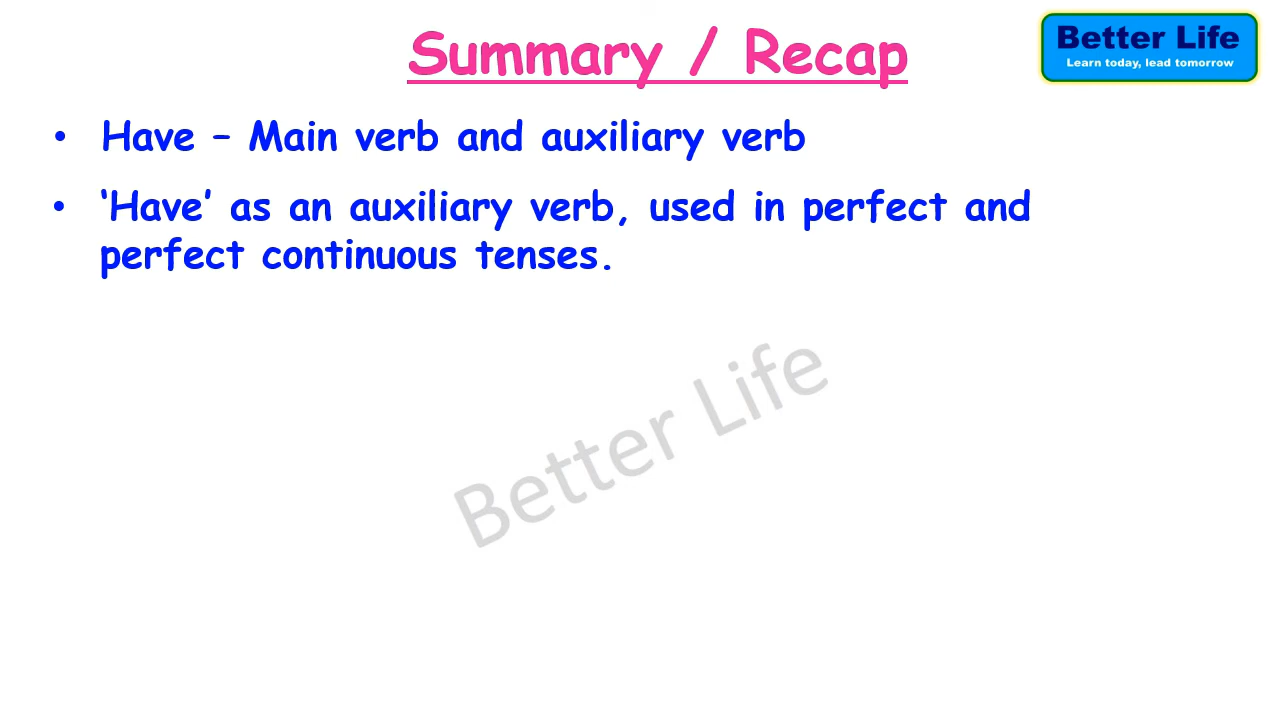 Summary / Recap
Better Life
Learn today, lead tomorrow
• Have – Main verb and auxiliary verb
• ‘Have’ as an auxiliary verb, used in perfect and
perfect continuous tenses.
Better Life